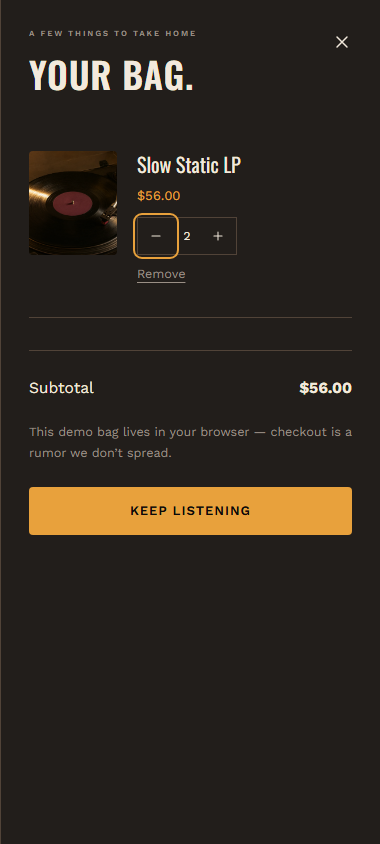 A FEW THINGS TO TAKE HOME
YOUR BAG.
Slow Static LP
$56.00
− 2 +
Remove
Subtotal $56.00
This demo bag lives in your browser — checkout is a
rumor we don’t spread.
KEEP LISTENING